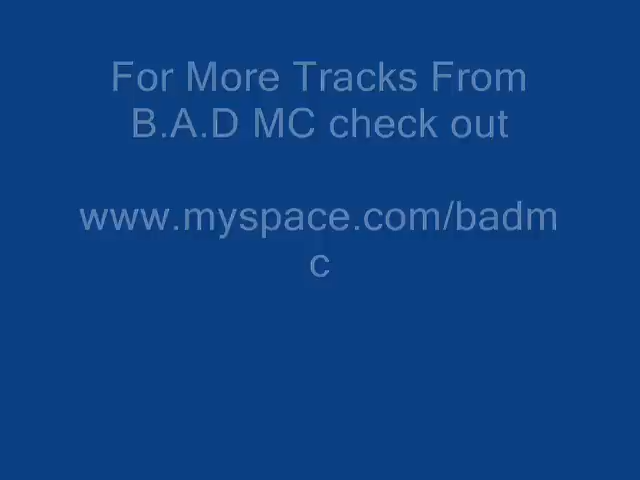 For More Tracks From
B.A.D MC check out
www.myspace.com/badm
c